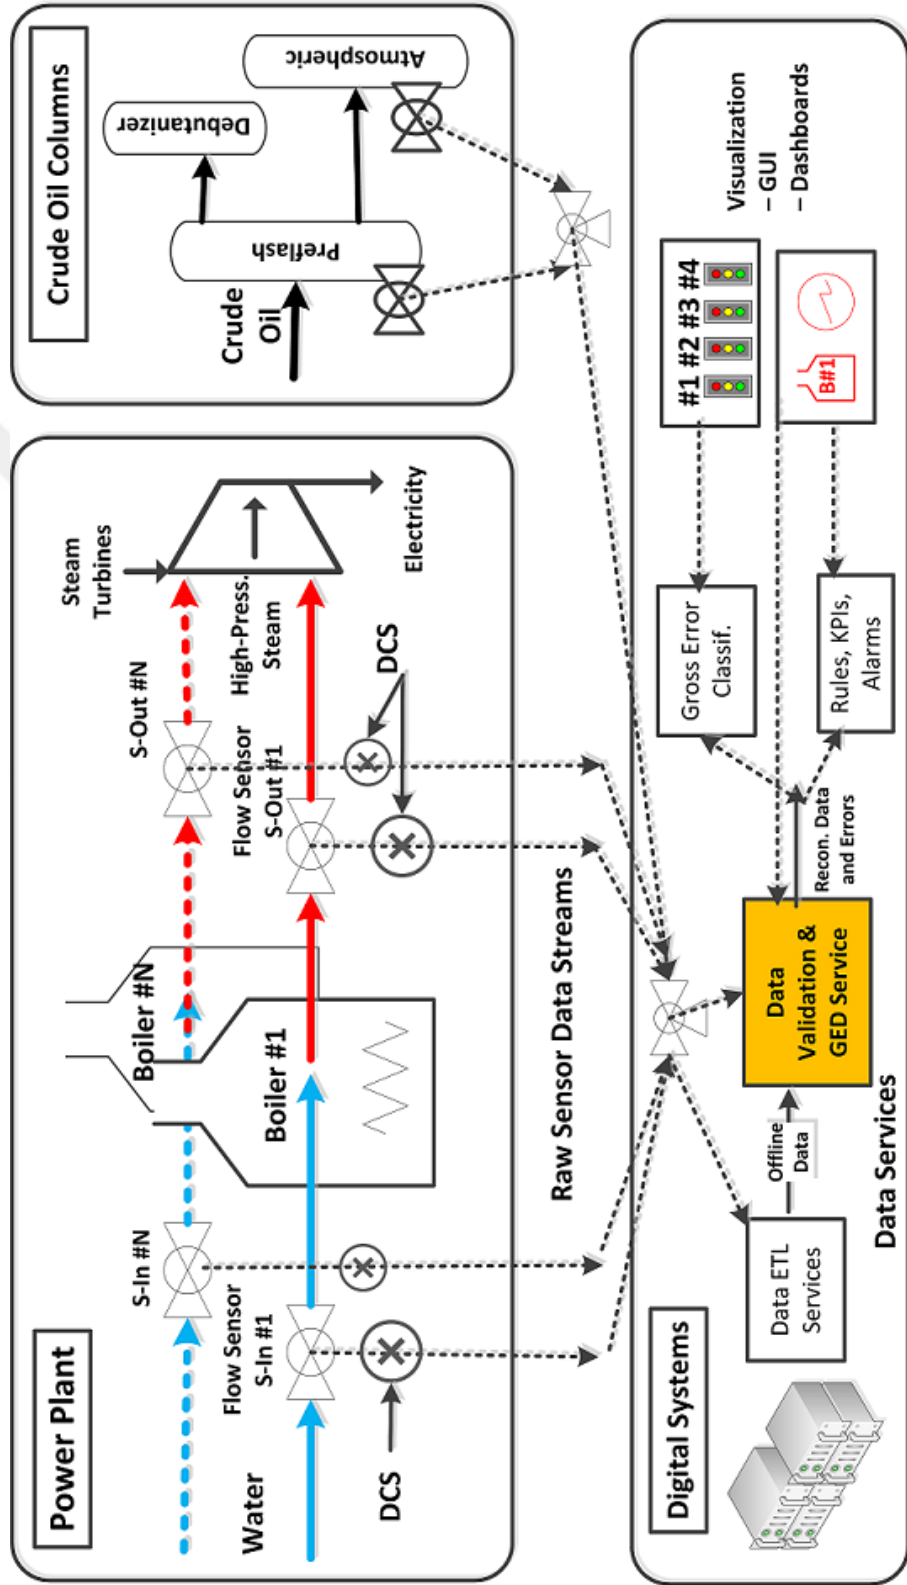 Power Plant
Water
DCS
Flow Sensor
S-In #1
S-In #N
Boiler #1
Boiler #N
Flow Sensor
S-Out #1
S-Out #N
DCS
High-Press.
Steam
Steam
Turbines
Electricity
Crude Oil Columns
Crude
Oil
Preflash
Debutanizer
Atmospheric
Raw Sensor Data Streams
Digital Systems
Data ETL
Services
Offline
Data
Data
Validation &
GED Service
Data Services
Recon. Data
and Errors
Gross Error
Classif.
Rules, KPIs,
Alarms
#1 #2 #3 #4
B#1
Visualization
– GUI
– Dashboards